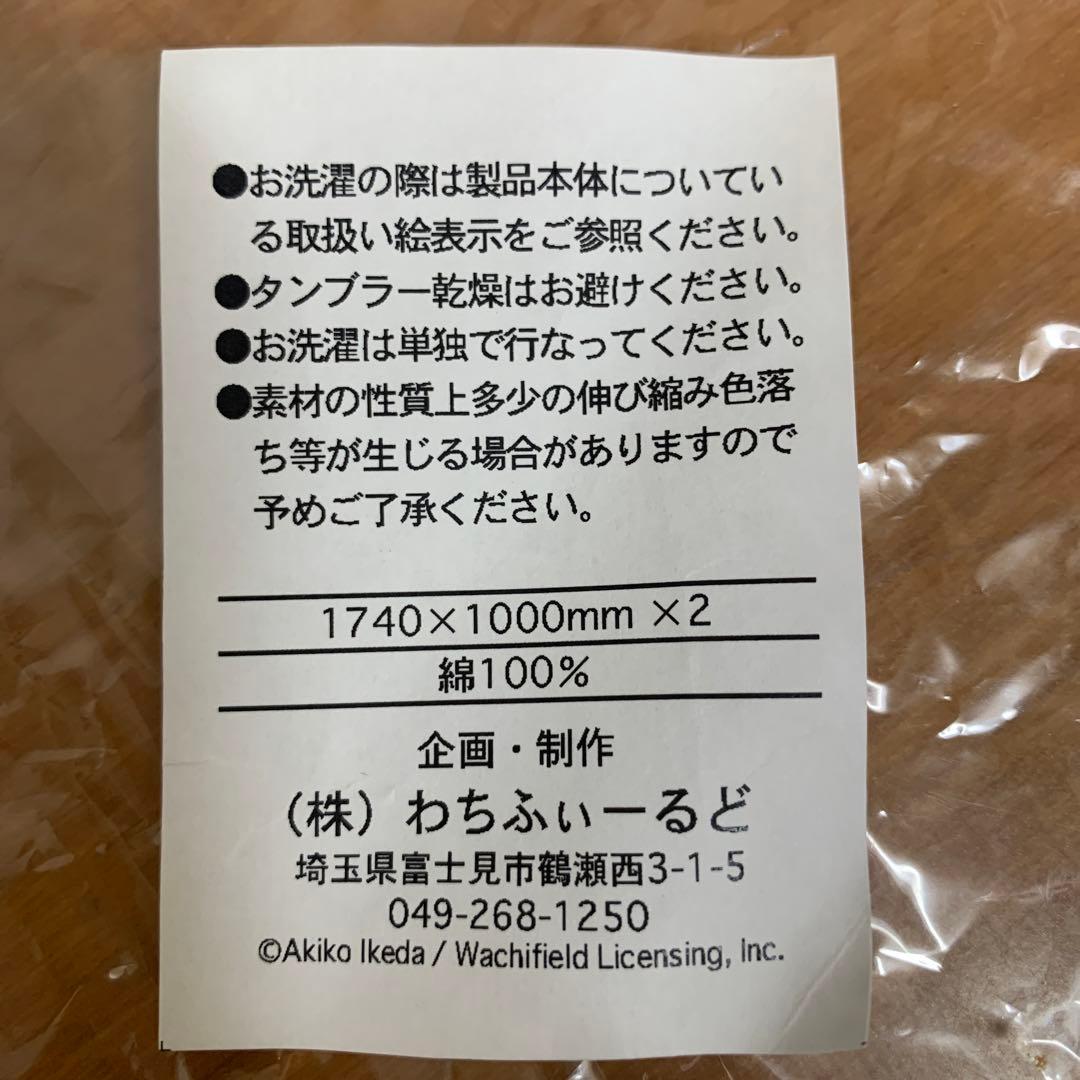 ●お洗濯の際は製品本体についてい
る取扱い絵表示をご参照ください。
●タンブラー乾燥はお避けください。
●お洗濯は単独で行なってください。
●素材の性質上多少の伸び縮み色落
ち等が生じる場合がありますので
予めご了承ください。
1740×1000mm ×2
綿100%
企画・制作
（株）わちふぃーるど
埼玉県富士見市鶴瀬西3-1-5
049-268-1250
©Akiko Ikeda / Wachifield Licensing, Inc.